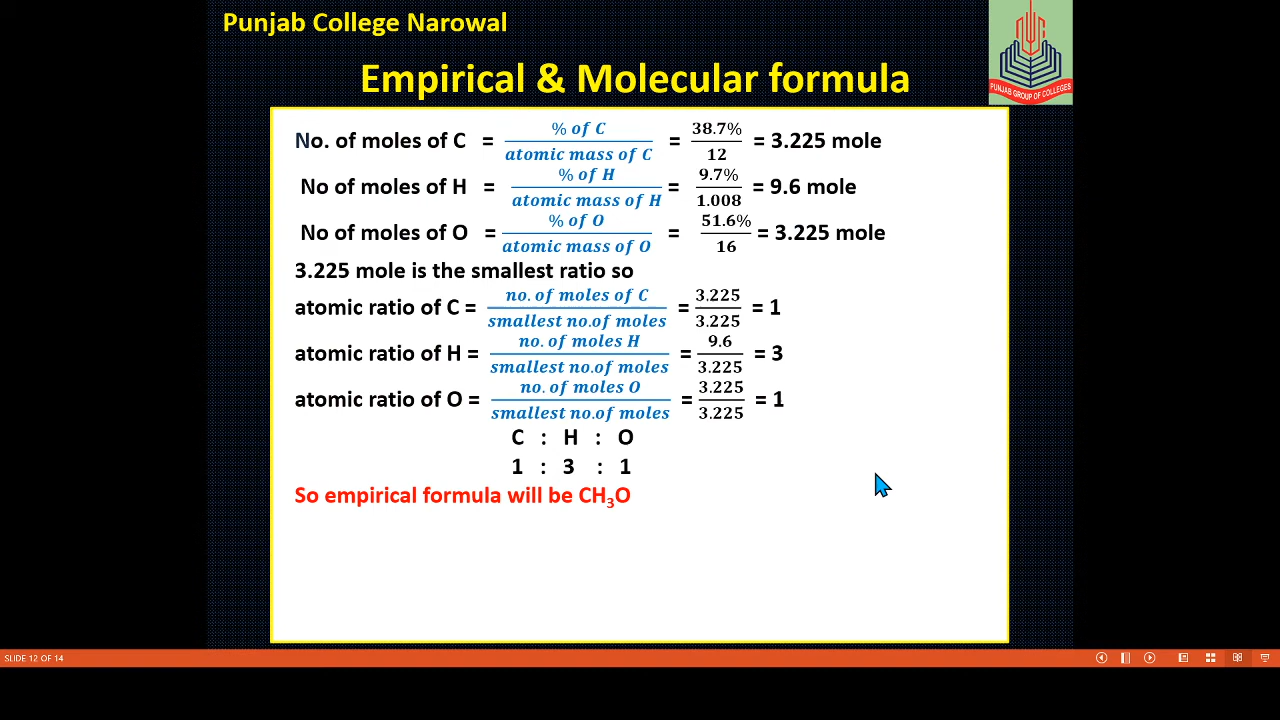 Punjab College Narowal
Empirical & Molecular formula
PUNJAB GROUP OF COLLEGES
No. of moles of C = % of C / atomic mass of C = 38.7% / 12 = 3.225 mole
No of moles of H = % of H / atomic mass of H = 9.7% / 1.008 = 9.6 mole
No of moles of O = % of O / atomic mass of O = 51.6% / 16 = 3.225 mole
3.225 mole is the smallest ratio so
atomic ratio of C = no. of moles of C / smallest no.of moles = 3.225 / 3.225 = 1
atomic ratio of H = no. of moles H / smallest no.of moles = 9.6 / 3.225 = 3
atomic ratio of O = no. of moles O / smallest no.of moles = 3.225 / 3.225 = 1
C : H : O
1 : 3 : 1
So empirical formula will be CH₃O
SLIDE 12 OF 14